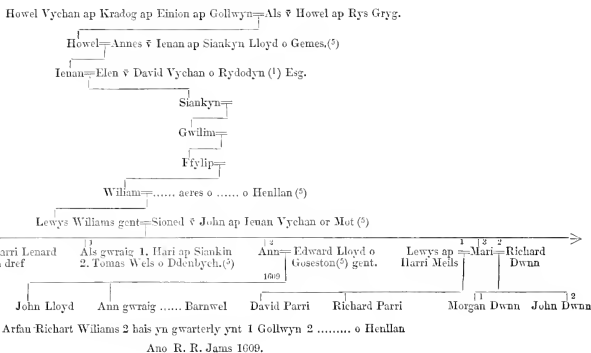 Howel Vychan ap Kradog ap Einion ap Gollwyn=Als v̄ Howel ap Rys Gryg.
Howel=Annes v̄ Ieuan ap Siankyn Lloyd o Gemes.(⁵)
Ieuan=Elen v̄ David Vychan o Rydodyn (¹) Esg.
Siankyn=
Gwilim=
Ffylip=
Wiliam=...... aeres o ...... o Henllan (⁵)
Lewys Williams gent=Sioned v̄ John ap Ieuan Vychan or Mot (⁵)
1 2 1 3 2
arri Lenard Als gwraig 1. Hari ap Siankin Ann=Edward Lloyd o Lewys ap =Mari=Richard
dref 2. Tomas Wels o Ddenbych.(⁵) Goseston(⁵) gent. Harri Meils Dwnn
1609
1 2
John Lloyd Ann gwraig ...... Barnwel David Parri Richard Parri Morgan Dwnn John Dwnn
Arfau Richart Wiliams 2 bais yn gwarterly ynt 1 Gollwyn 2 ......... o Henllan
Ano R. R. Jams 1609.